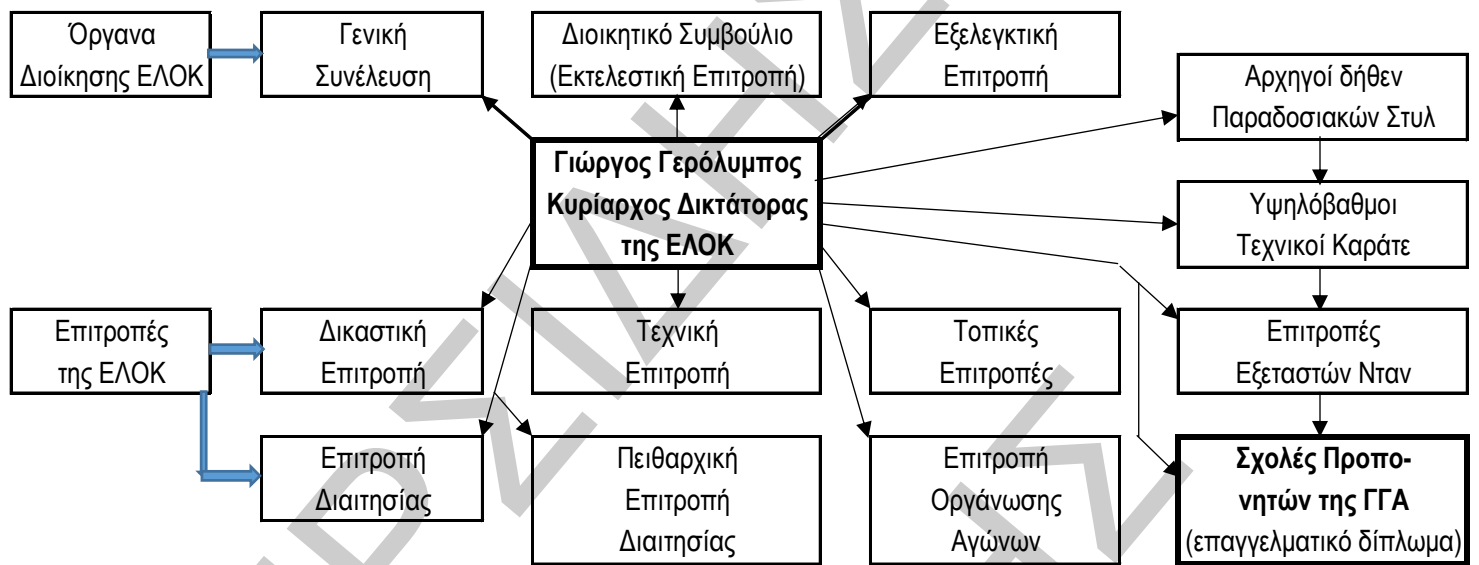 Όργανα
Διοίκησης ΕΛΟΚ
Γενική
Συνέλευση
Διοικητικό Συμβούλιο
(Εκτελεστική Επιτροπή)
Εξελεγκτική
Επιτροπή
Αρχηγοί δήθεν
Παραδοσιακών Στυλ
Γιώργος Γερόλυμπος
Κυρίαρχος Δικτάτορας
της ΕΛΟΚ
Υψηλόβαθμοι
Τεχνικοί Καράτε
Επιτροπές
της ΕΛΟΚ
Δικαστική
Επιτροπή
Τεχνική
Επιτροπή
Τοπικές
Επιτροπές
Επιτροπές
Εξεταστών Νταν
Επιτροπή
Διαιτησίας
Πειθαρχική
Επιτροπή
Διαιτησίας
Επιτροπή
Οργάνωσης
Αγώνων
Σχολές Προπο-
νητών της ΓΓΑ
(επαγγελματικό δίπλωμα)